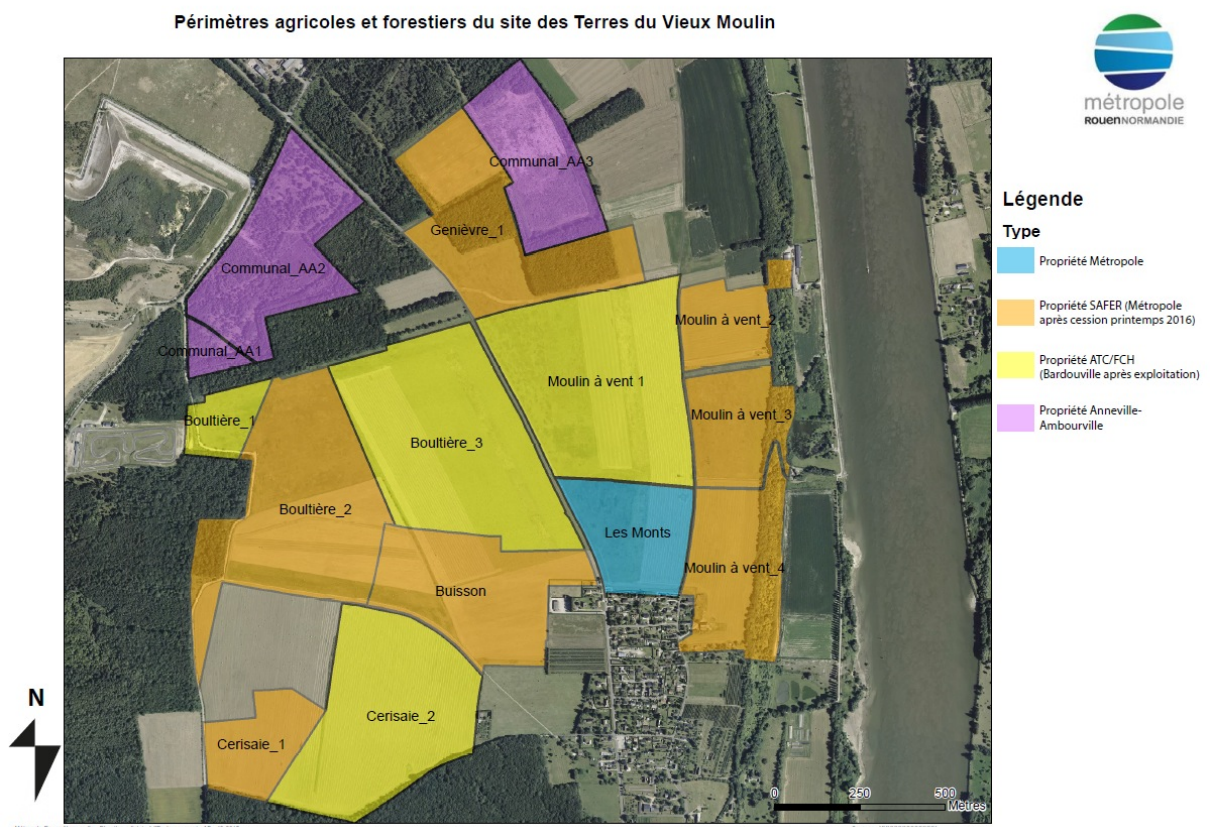 Périmètres agricoles et forestiers du site des Terres du Vieux Moulin
métropole
ROUENNORMANDIE
Communal_AA3
Genièvre_1
Communal_AA2
Moulin à vent_2
Communal_AA1
Moulin à vent 1
Moulin à vent_3
Boultière_1
Boultière_3
Boultière_2
Les Monts
Moulin à vent_4
Buisson
Cerisaie_2
Cerisaie_1
N
0 250 500
Mètres
Légende
Type
Propriété Métropole
Propriété SAFER (Métropole
après cession printemps 2016)
Propriété ATC/FCH
(Bardouville après exploitation)
Propriété Anneville-
Ambourville